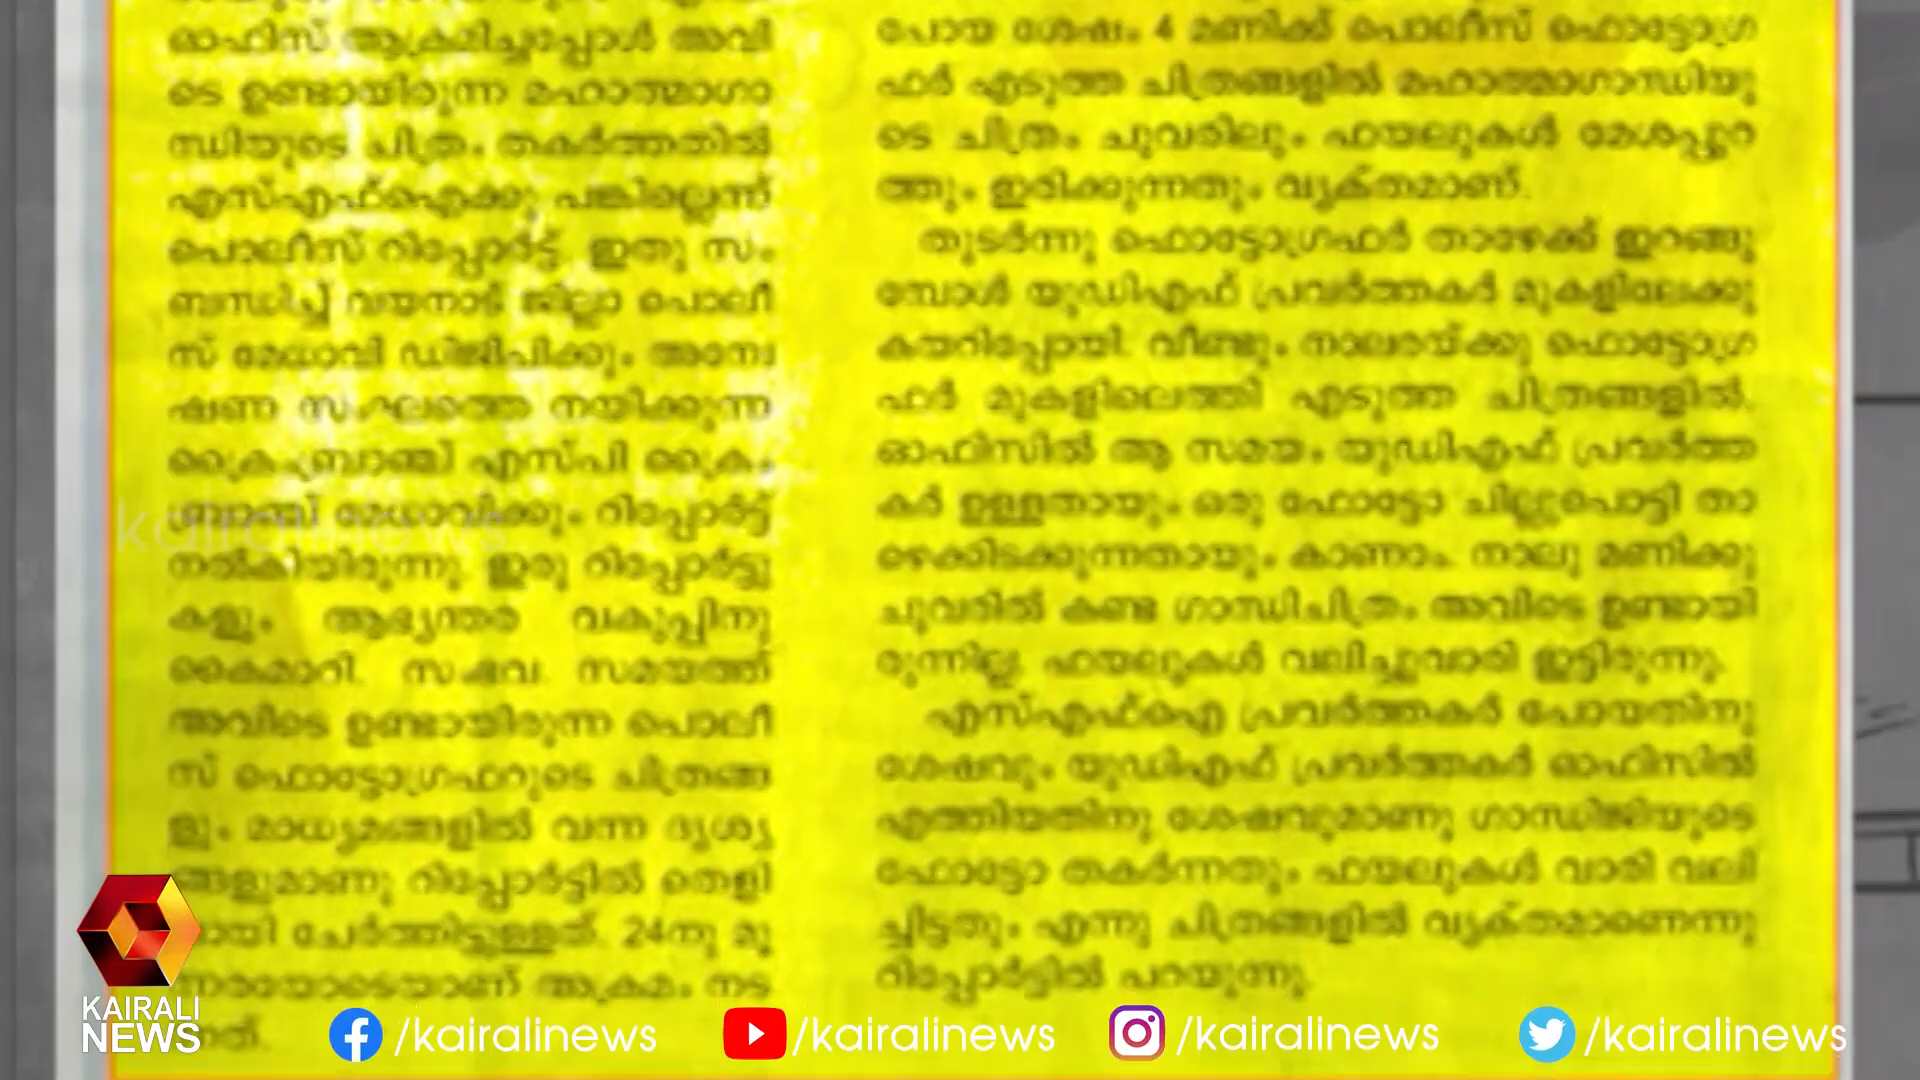 ഓഫിസ് ആക്രമിച്ചപ്പോൾ അവി
ടെ ഉണ്ടായിരുന്ന മഹാത്മാഗാ
ന്ധിയുടെ ചിത്രം തകർത്തതിൽ
എസ്എഫ്ഐക്കു പങ്കില്ലെന്ന്
പൊലീസ് റിപ്പോർട്ട്. ഇതു സം
ബന്ധിച്ച് വയനാട് ജില്ലാ പൊലീ
സ് മേധാവി ഡിജിപിക്കും അന്വേ
ഷണ സംഘത്തെ നയിക്കുന്ന
ക്രൈംബ്രാഞ്ച് എസ്പി ക്രൈം
ബ്രാഞ്ച് മേധാവിക്കും റിപ്പോർട്ട്
നൽകിയിരുന്നു. ഇരു റിപ്പോർട്ടു
കളും ആഭ്യന്തര വകുപ്പിനു
കൈമാറി. സംഭവ സമയത്ത്
അവിടെ ഉണ്ടായിരുന്ന പൊലീ
സ് ഫൊട്ടോഗ്രഫറുടെ ചിത്രങ്ങ
ളും മാധ്യമങ്ങളിൽ വന്ന ദൃശ്യ
ങ്ങളുമാണു റിപ്പോർട്ടിൽ തെളി
വായി ചേർത്തിട്ടുള്ളത്. 24നു മൂ
ന്നരയോടെയാണ് അക്രമം നട
ന്നത്.
പോയ ശേഷം 4 മണിക്ക് പൊലീസ് ഫൊട്ടോഗ്ര
ഫർ എടുത്ത ചിത്രങ്ങളിൽ മഹാത്മാഗാന്ധിയു
ടെ ചിത്രം ചുവരിലും ഫയലുകൾ മേശപ്പുറ
ത്തും ഇരിക്കുന്നതും വ്യക്തമാണ്.
തുടർന്നു ഫൊട്ടോഗ്രഫർ താഴേക്ക് ഇറങ്ങു
മ്പോൾ യുഡിഎഫ് പ്രവർത്തകർ മുകളിലേക്കു
കയറിപ്പോയി. വീണ്ടും നാലരയ്ക്കു ഫൊട്ടോഗ്ര
ഫർ മുകളിലെത്തി എടുത്ത ചിത്രങ്ങളിൽ,
ഓഫിസിൽ ആ സമയം യുഡിഎഫ് പ്രവർത്ത
കർ ഉള്ളതായും ഒരു ഫോട്ടോ ചില്ലുപൊട്ടി താ
ഴെക്കിടക്കുന്നതായും കാണാം. നാലു മണിക്കു
ചുവരിൽ കണ്ട ഗാന്ധിചിത്രം അവിടെ ഉണ്ടായി
രുന്നില്ല. ഫയലുകൾ വലിച്ചുവാരി ഇട്ടിരുന്നു.
എസ്എഫ്ഐ പ്രവർത്തകർ പോയതിനു
ശേഷവും യുഡിഎഫ് പ്രവർത്തകർ ഓഫിസിൽ
എത്തിയതിനു ശേഷവുമാണു ഗാന്ധിജിയുടെ
ഫോട്ടോ തകർന്നതും ഫയലുകൾ വാരി വലി
ച്ചിട്ടതും എന്നു ചിത്രങ്ങളിൽ വ്യക്തമാണെന്നു
റിപ്പോർട്ടിൽ പറയുന്നു.
kairalinews
KAIRALI
NEWS
/kairalinews
/kairalinews
/kairalinews
/kairalinews